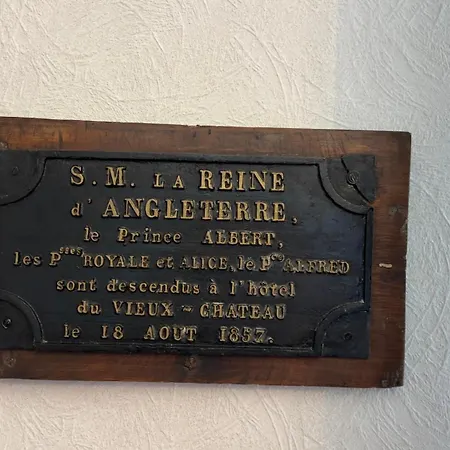 S. M. LA REINE
d'ANGLETERRE,
le Prince ALBERT,
les Psses ROYALE et ALICE, le Pce ALFRED
sont descendus à l'hôtel
du VIEUX - CHATEAU
le 18 AOUT 1857.